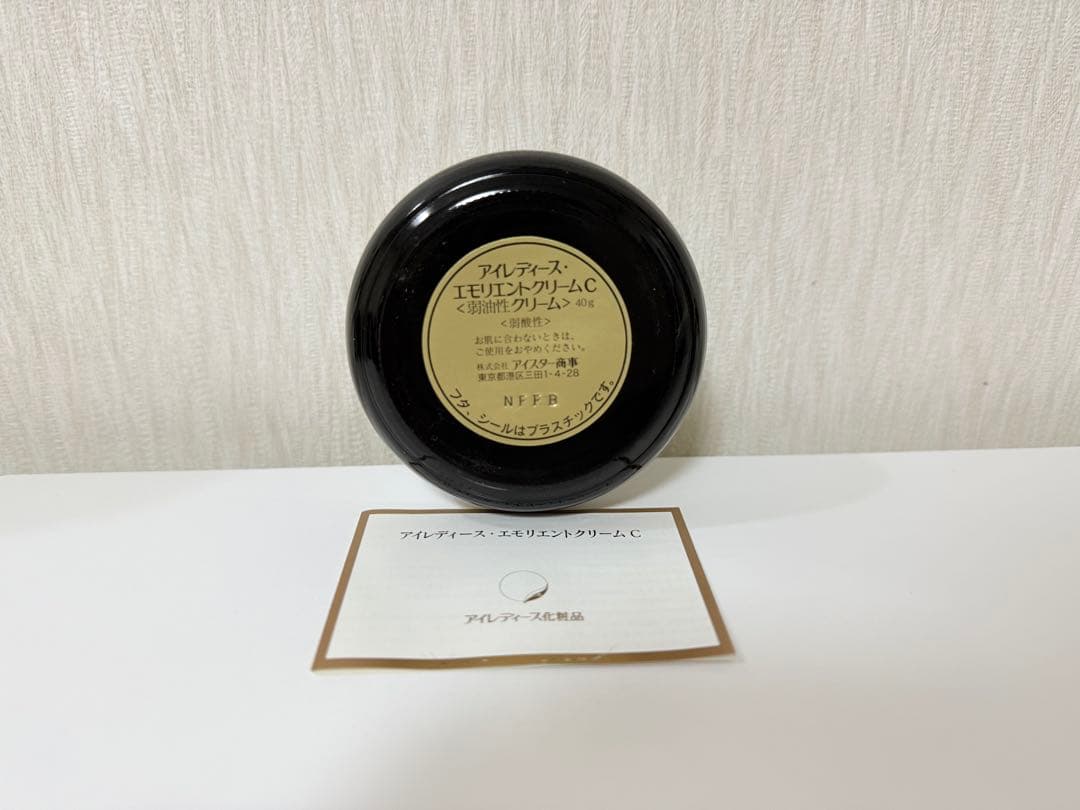 アイレディース・
エモリエントクリームC
<弱油性クリーム> 40g
<弱酸性>
お肌に合わないときは、
ご使用をおやめください。
株式会社 アイスター商事
東京都港区三田1-4-28
NFFB
フタ、シールはプラスチックです。
アイレディース・エモリエントクリームC
アイレディース化粧品